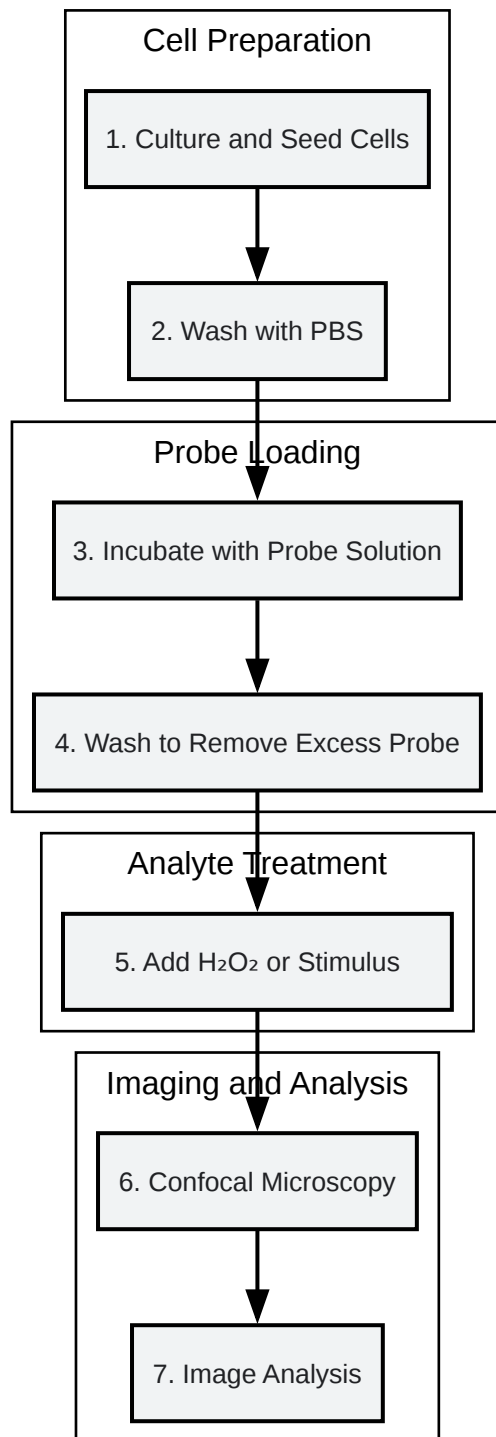 Cell Preparation
1. Culture and Seed Cells
2. Wash with PBS
Probe Loading
3. Incubate with Probe Solution
4. Wash to Remove Excess Probe
Analyte Treatment
5. Add H₂O₂ or Stimulus
Imaging and Analysis
6. Confocal Microscopy
7. Image Analysis